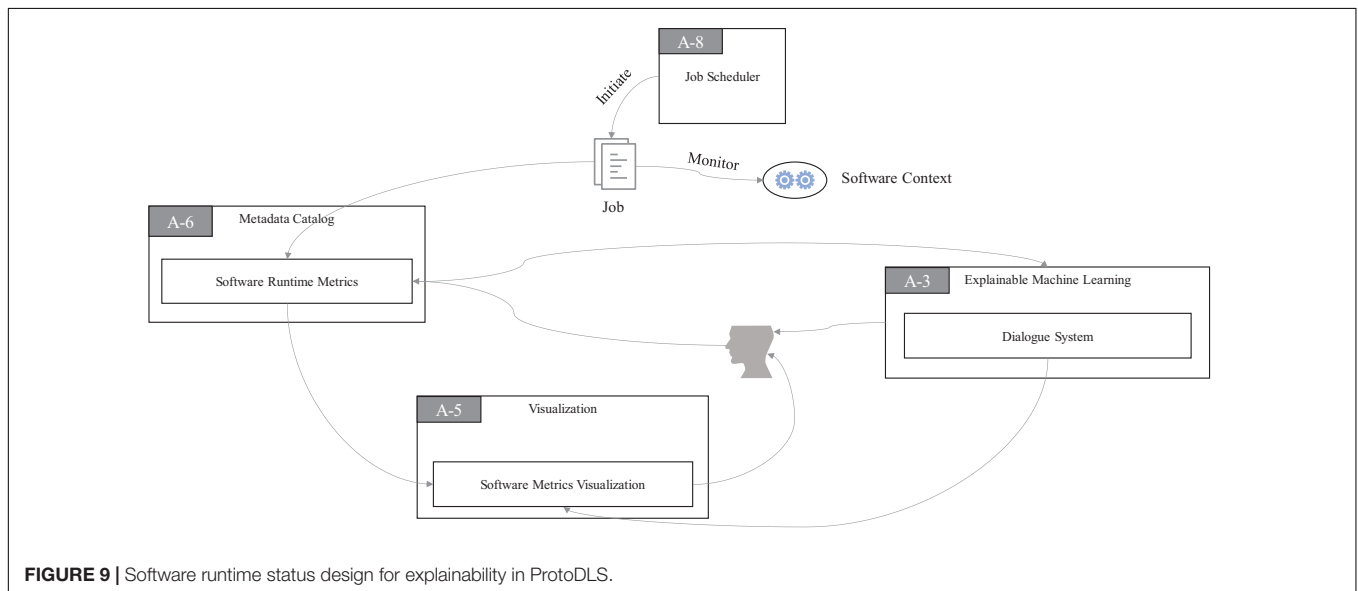 A-8
Job Scheduler
Initiate
Monitor
Software Context
Job
A-6
Metadata Catalog
Software Runtime Metrics
A-3
Explainable Machine Learning
Dialogue System
A-5
Visualization
Software Metrics Visualization
FIGURE 9 | Software runtime status design for explainability in ProtoDLS.